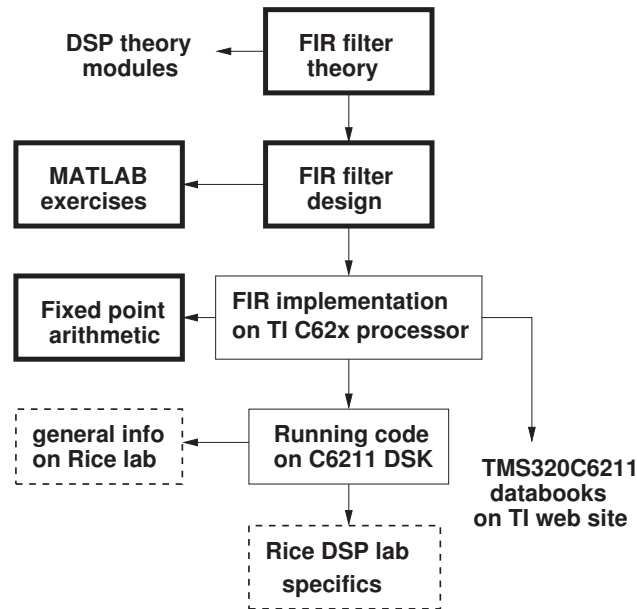 DSP theory
modules
FIR filter
theory
MATLAB
exercises
FIR filter
design
Fixed point
arithmetic
FIR implementation
on TI C62x processor
general info
on Rice lab
Running code
on C6211 DSK
TMS320C6211
databooks
on TI web site
Rice DSP lab
specifics